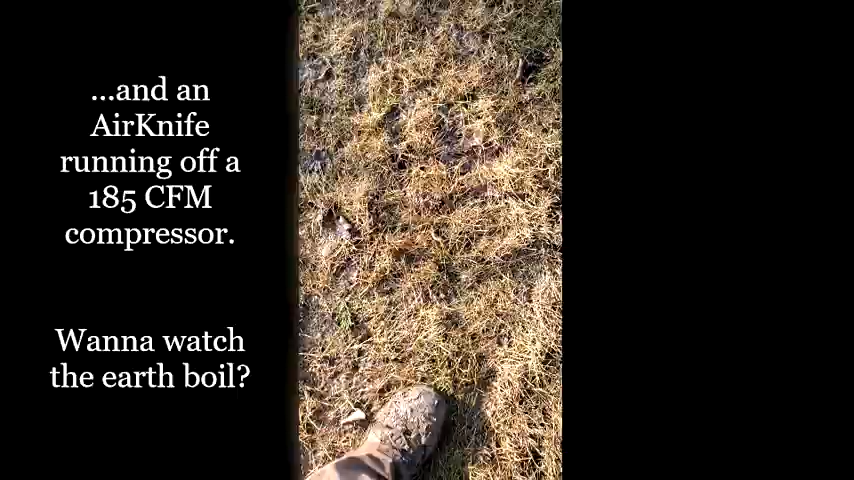 ...and an
AirKnife
running off a
185 CFM
compressor.
Wanna watch
the earth boil?